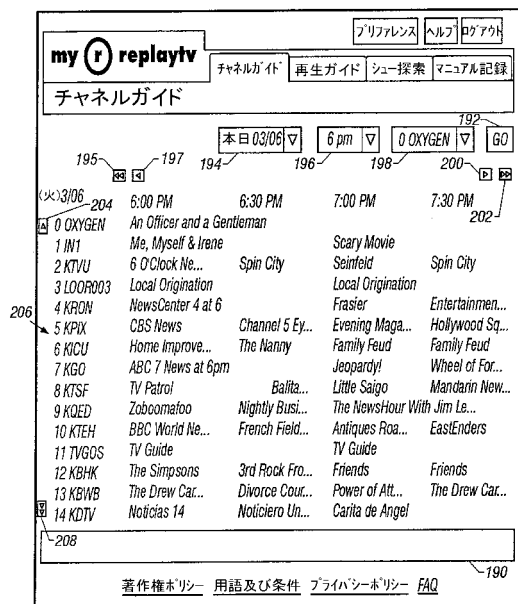 プリファレンス ヘルプ ログアウト
my r replaytv
チャネルガイド 再生ガイド ショー探索 マニュアル記録
チャネルガイド
192
本日 03/06 ▽ 6 pm ▽ 0 OXYGEN ▽ GO
195 197 194 196 198 200
(火)3/06 6:00 PM 6:30 PM 7:00 PM 7:30 PM
204 202
0 OXYGEN An Officer and a Gentleman
1 IN1 Me, Myself & Irene Scary Movie
2 KTVU 6 O'Clock Ne... Spin City Seinfeld Spin City
3 LOOR003 Local Origination Local Origination
4 KRON NewsCenter 4 at 6 Frasier Entertainmen...
206
5 KPIX CBS News Channel 5 Ey... Evening Maga... Hollywood Sq...
6 KICU Home Improve... The Nanny Family Feud Family Feud
7 KGO ABC 7 News at 6pm Jeopardy! Wheel of For...
8 KTSF TV Patrol Balita... Little Saigo Mandarin New...
9 KQED Zoboomafoo Nightly Busi... The NewsHour With Jim Le...
10 KTEH BBC World Ne... French Field... Antiques Roa... EastEnders
11 TVGOS TV Guide TV Guide
12 KBHK The Simpsons 3rd Rock Fro... Friends Friends
13 KBWB The Drew Car... Divorce Cour... Power of Att... The Drew Car...
14 KDTV Noticias 14 Noticiero Un... Carita de Angel
208
190
著作権ポリシー 用語及び条件 プライバシーポリシー FAQ